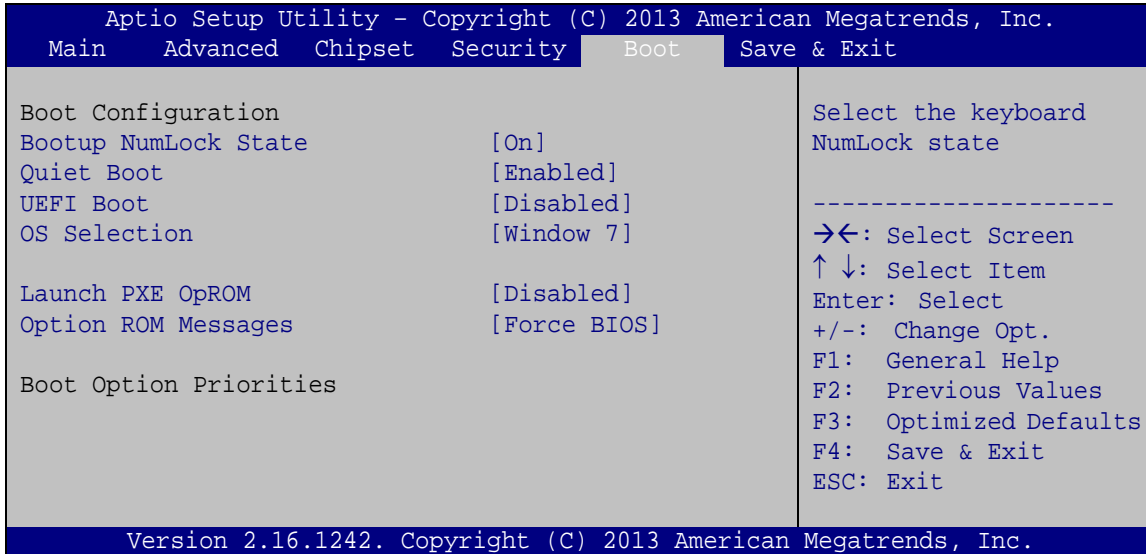 Aptio Setup Utility – Copyright (C) 2013 American Megatrends, Inc.
Main Advanced Chipset Security Boot Save & Exit
Boot Configuration
Bootup NumLock State [On]
Quiet Boot [Enabled]
UEFI Boot [Disabled]
OS Selection [Window 7]
Launch PXE OpROM [Disabled]
Option ROM Messages [Force BIOS]
Boot Option Priorities
Select the keyboard
NumLock state
---------------------
→←: Select Screen
↑ ↓: Select Item
Enter: Select
+/-: Change Opt.
F1: General Help
F2: Previous Values
F3: Optimized Defaults
F4: Save & Exit
ESC: Exit
Version 2.16.1242. Copyright (C) 2013 American Megatrends, Inc.